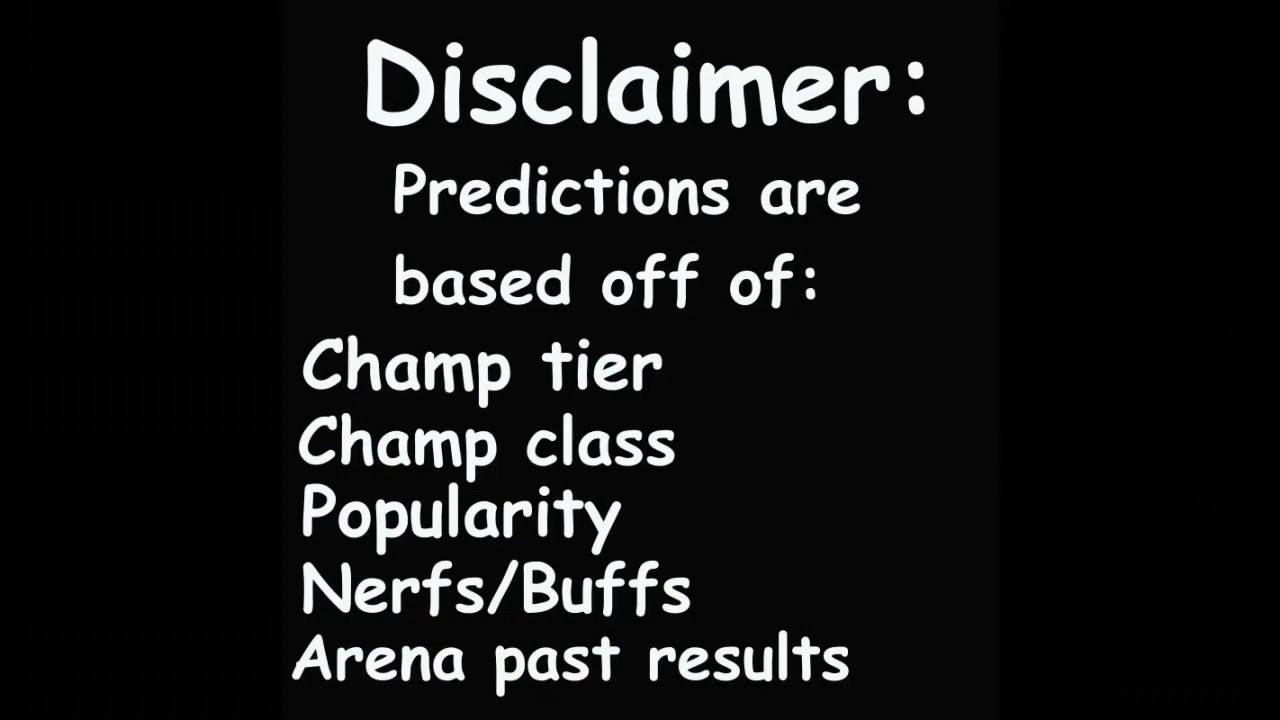 Disclaimer:
Predictions are
based off of:
Champ tier
Champ class
Popularity
Nerfs/Buffs
Arena past results